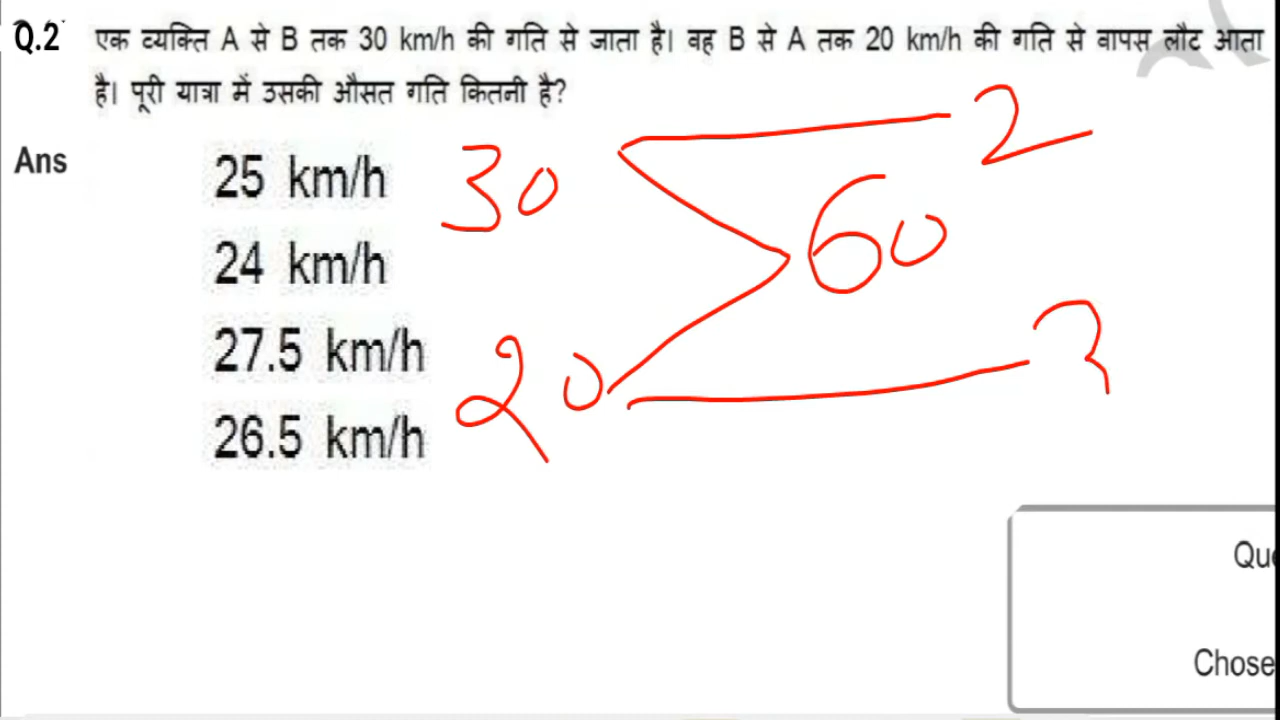 Q.2 एक व्यक्ति A से B तक 30 km/h की गति से जाता है। वह B से A तक 20 km/h की गति से वापस लौट आता
है। पूरी यात्रा में उसकी औसत गति कितनी है?
Ans
25 km/h
24 km/h
27.5 km/h
26.5 km/h
30
20
60
2
3
Que
Chose